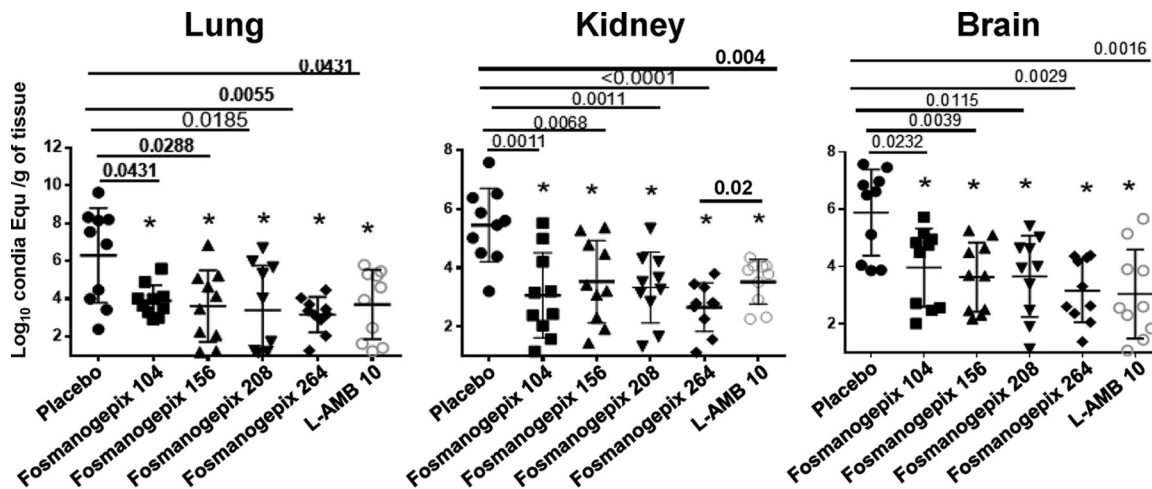 Lung
Kidney
Brain
Log10 condia Equ /g of tissue
0.0431
0.0055
0.0185
0.0288
0.0431
12
10
8
6
4
2
* * * * *
Placebo
Fosmanogepix 104
Fosmanogepix 156
Fosmanogepix 208
Fosmanogepix 264
L-AMB 10
0.004
<0.0001
0.0011
0.0068
0.0011
0.02
8
6
4
2
* * * * *
Placebo
Fosmanogepix 104
Fosmanogepix 156
Fosmanogepix 208
Fosmanogepix 264
L-AMB 10
0.0016
0.0029
0.0115
0.0039
0.0232
8
6
4
2
* * * * *
Placebo
Fosmanogepix 104
Fosmanogepix 156
Fosmanogepix 208
Fosmanogepix 264
L-AMB 10